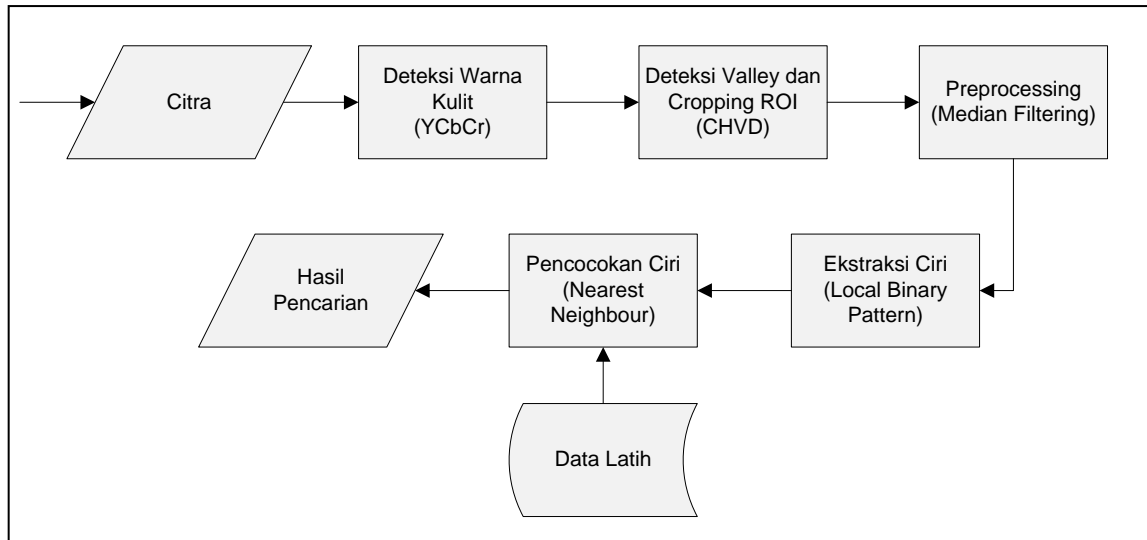 Citra
Deteksi Warna
Kulit
(YCbCr)
Deteksi Valley dan
Cropping ROI
(CHVD)
Preprocessing
(Median Filtering)
Hasil
Pencarian
Pencocokan Ciri
(Nearest
Neighbour)
Ekstraksi Ciri
(Local Binary
Pattern)
Data Latih